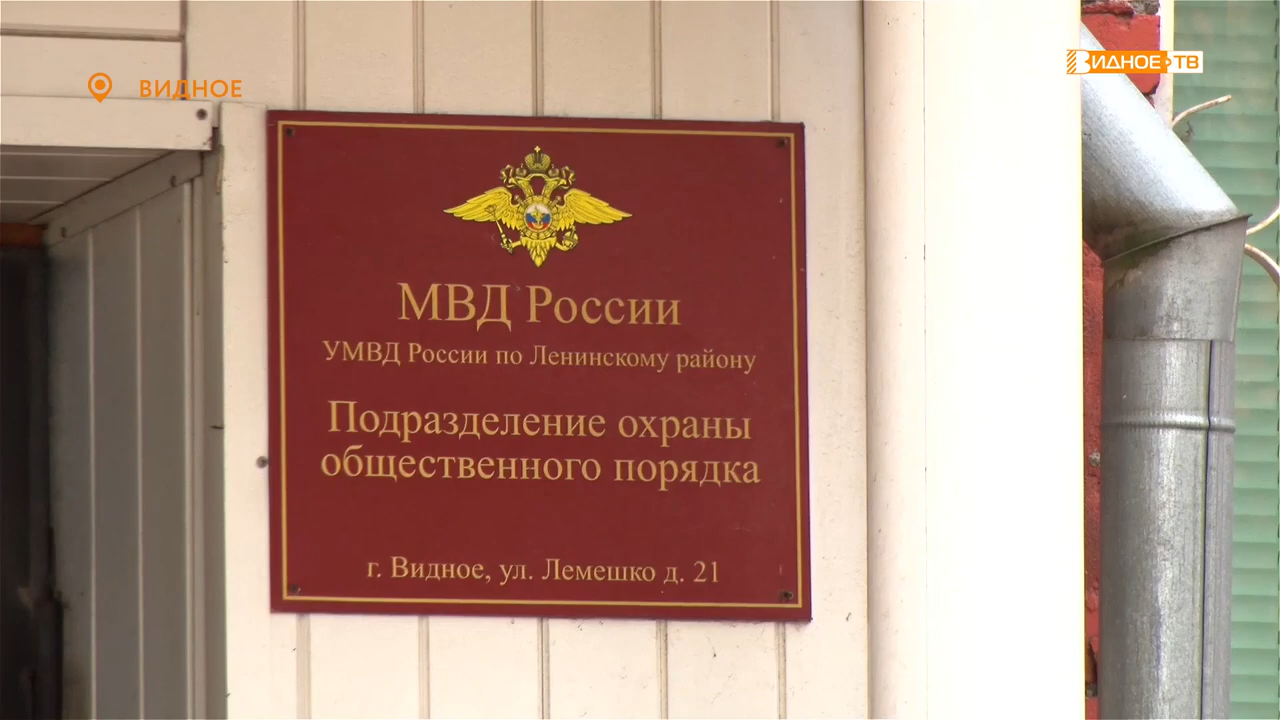 ВИДНОЕ
ВИДНОЕ ТВ
МВД России
УМВД России по Ленинскому району
Подразделение охраны
общественного порядка
г. Видное, ул. Лемешко д. 21